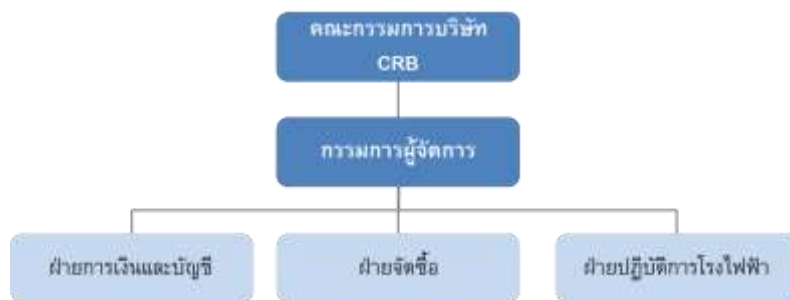 คณะกรรมการบริษัท
CRB
กรรมการผู้จัดการ
ฝ่ายการเงินและบัญชี
ฝ่ายจัดซื้อ
ฝ่ายปฏิบัติการโรงไฟฟ้า